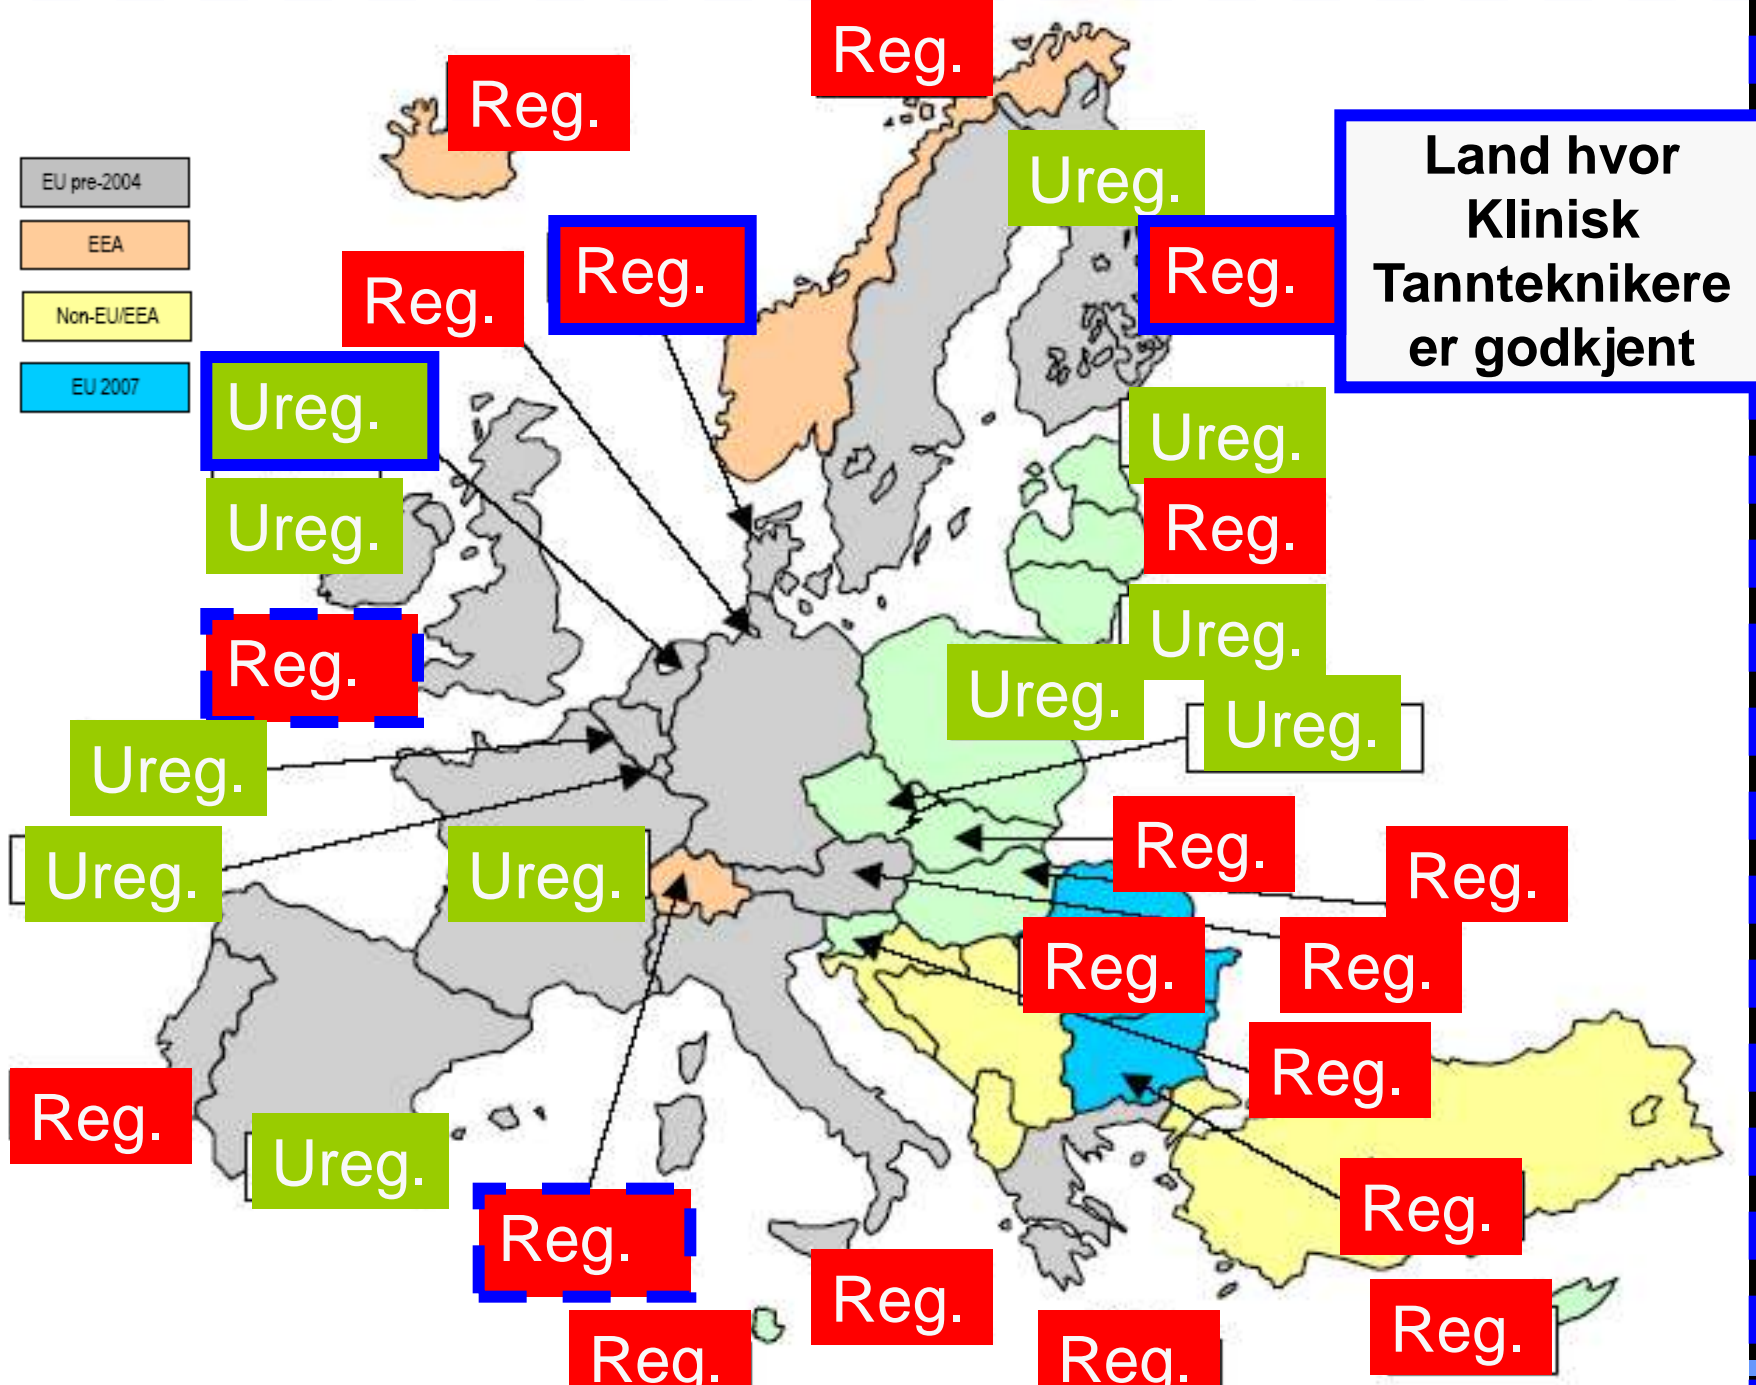 Reg.
Reg.
Land hvor
Klinisk
Tannteknikere
er godkjent
EU pre-2004
Ureg.
EEA
Reg.
Reg.
Reg.
Non-EU/EEA
EU 2007
Ureg.
Ureg.
Ureg.
Reg.
Ureg.
Reg.
Ureg.
Ureg.
Ureg.
Reg.
Ureg.
Ureg.
Reg.
Reg.
Reg.
Reg.
Reg.
Ureg.
Reg.
Reg.
Reg.
Reg.
Reg.
Reg.
Reg.